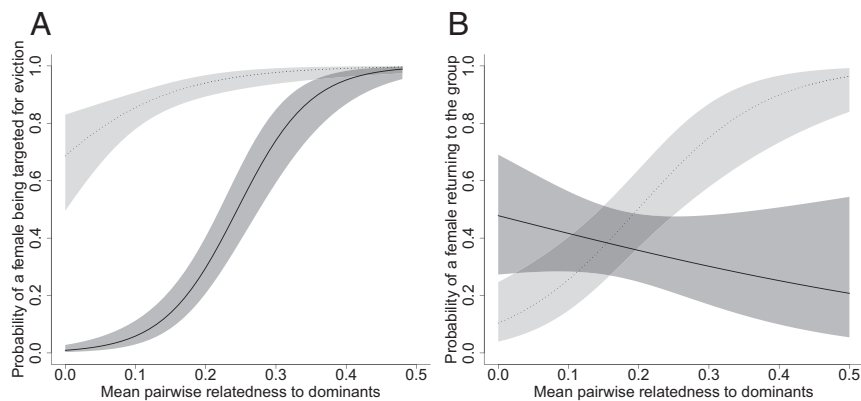 A
Probability of a female being targeted for eviction
1.0
0.8
0.6
0.4
0.2
0.0
0.0 0.1 0.2 0.3 0.4 0.5
Mean pairwise relatedness to dominants
B
Probability of a female returning to the group
1.0
0.8
0.6
0.4
0.2
0.0
0.0 0.1 0.2 0.3 0.4 0.5
Mean pairwise relatedness to dominants